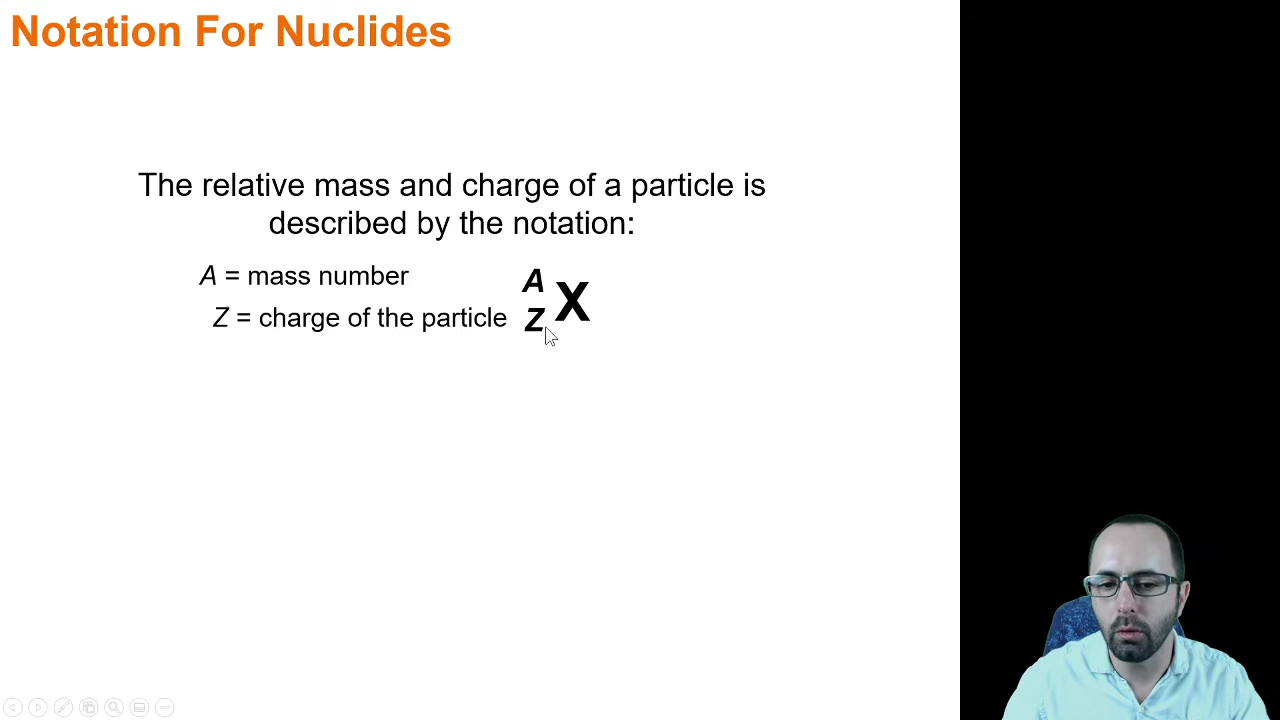 Notation For Nuclides
The relative mass and charge of a particle is
described by the notation:
A = mass number
A
X
Z = charge of the particle
Z